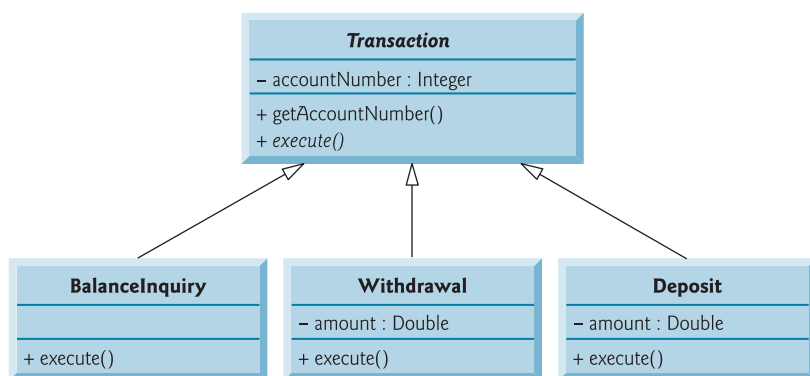 Transaction
– accountNumber : Integer
+ getAccountNumber()
+ execute()
BalanceInquiry
+ execute()
Withdrawal
– amount : Double
+ execute()
Deposit
– amount : Double
+ execute()